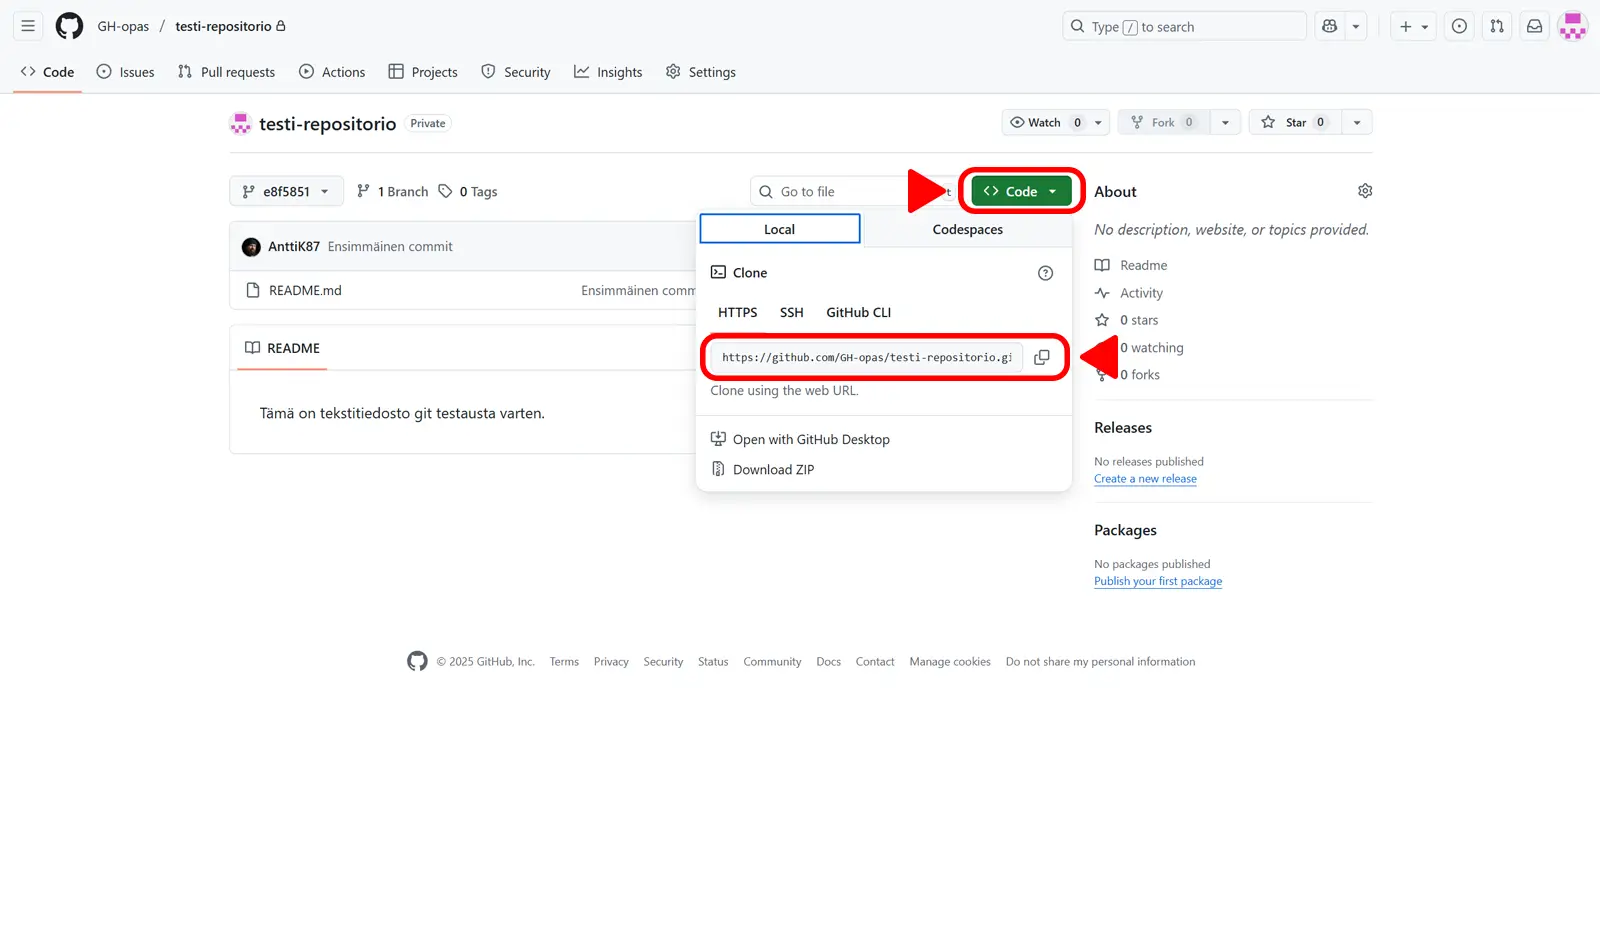 GH-opas / testi-repositorio
Type / to search
Code Issues Pull requests Actions Projects Security Insights Settings
testi-repositorio Private
Watch 0 Fork 0 Star 0
e8f5851 1 Branch 0 Tags
Go to file t
Code
AnttiK87 Ensimmäinen commit
README.md Ensimmäinen comm
README
Tämä on tekstitiedosto git testausta varten.
Local Codespaces
Clone
HTTPS SSH GitHub CLI
https://github.com/GH-opas/testi-repositorio.gi
Clone using the web URL.
Open with GitHub Desktop
Download ZIP
About
No description, website, or topics provided.
Readme
Activity
0 stars
0 watching
0 forks
Releases
No releases published
Create a new release
Packages
No packages published
Publish your first package
© 2025 GitHub, Inc. Terms Privacy Security Status Community Docs Contact Manage cookies Do not share my personal information